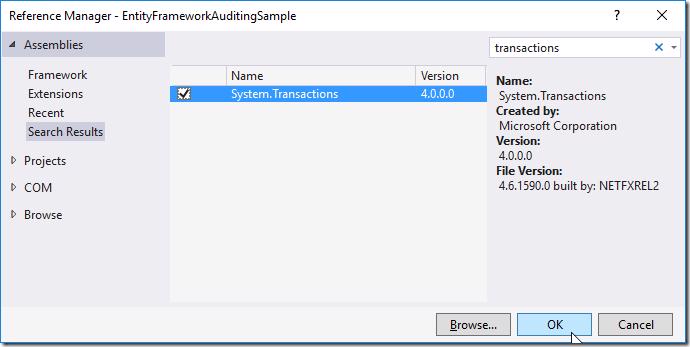 Reference Manager - EntityFrameworkAuditingSample
? ×
Assemblies
Framework
Extensions
Recent
Search Results
Projects
COM
Browse
Name Version
System.Transactions 4.0.0.0
transactions
Name:
System.Transactions
Created by:
Microsoft Corporation
Version:
4.0.0.0
File Version:
4.6.1590.0 built by: NETFXREL2
Browse... OK Cancel